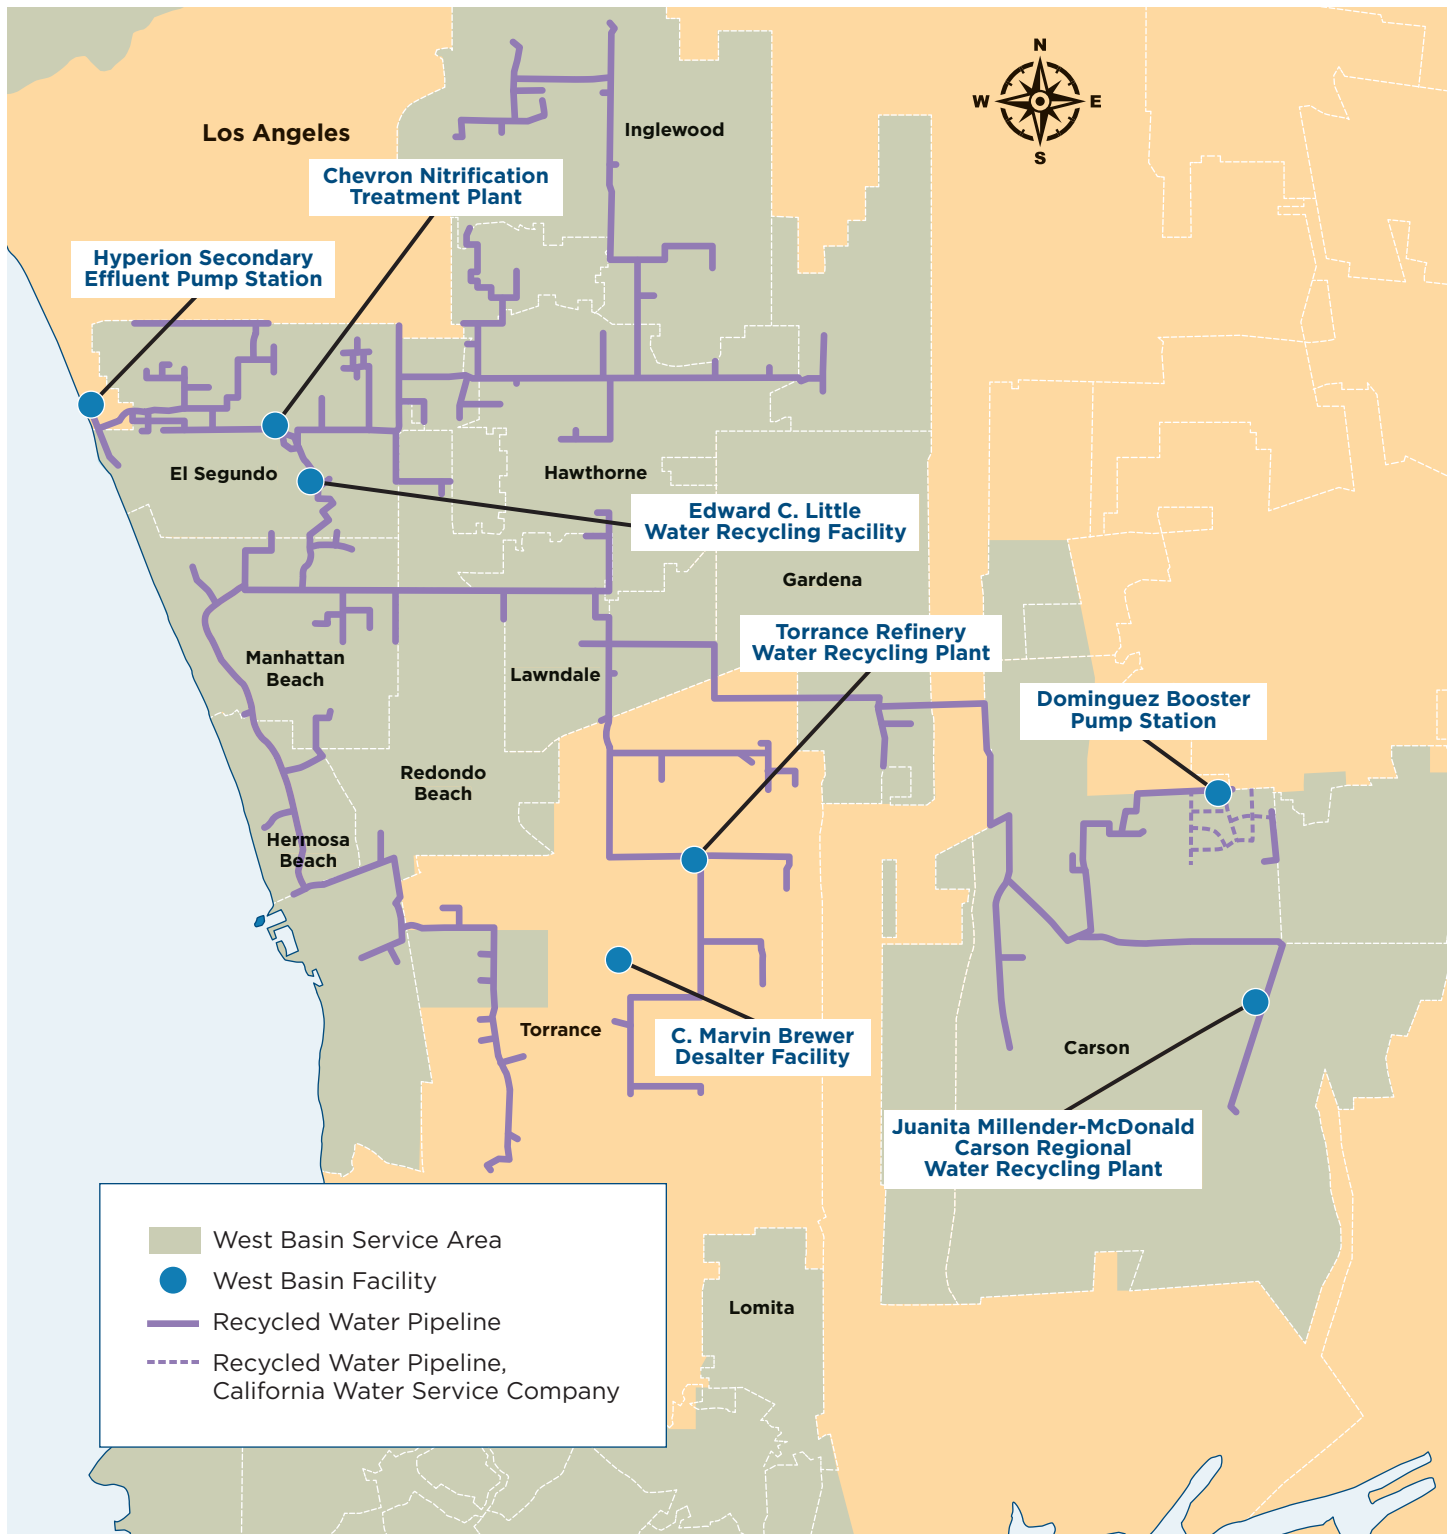 N
W
E
S
Los Angeles
Inglewood
Chevron Nitrification
Treatment Plant
Hyperion Secondary
Effluent Pump Station
El Segundo
Hawthorne
Edward C. Little
Water Recycling Facility
Gardena
Torrance Refinery
Water Recycling Plant
Manhattan
Beach
Lawndale
Dominguez Booster
Pump Station
Redondo
Beach
Hermosa
Beach
Torrance
C. Marvin Brewer
Desalter Facility
Carson
Juanita Millender-McDonald
Carson Regional
Water Recycling Plant
West Basin Service Area
West Basin Facility
Recycled Water Pipeline
Recycled Water Pipeline,
California Water Service Company
Lomita